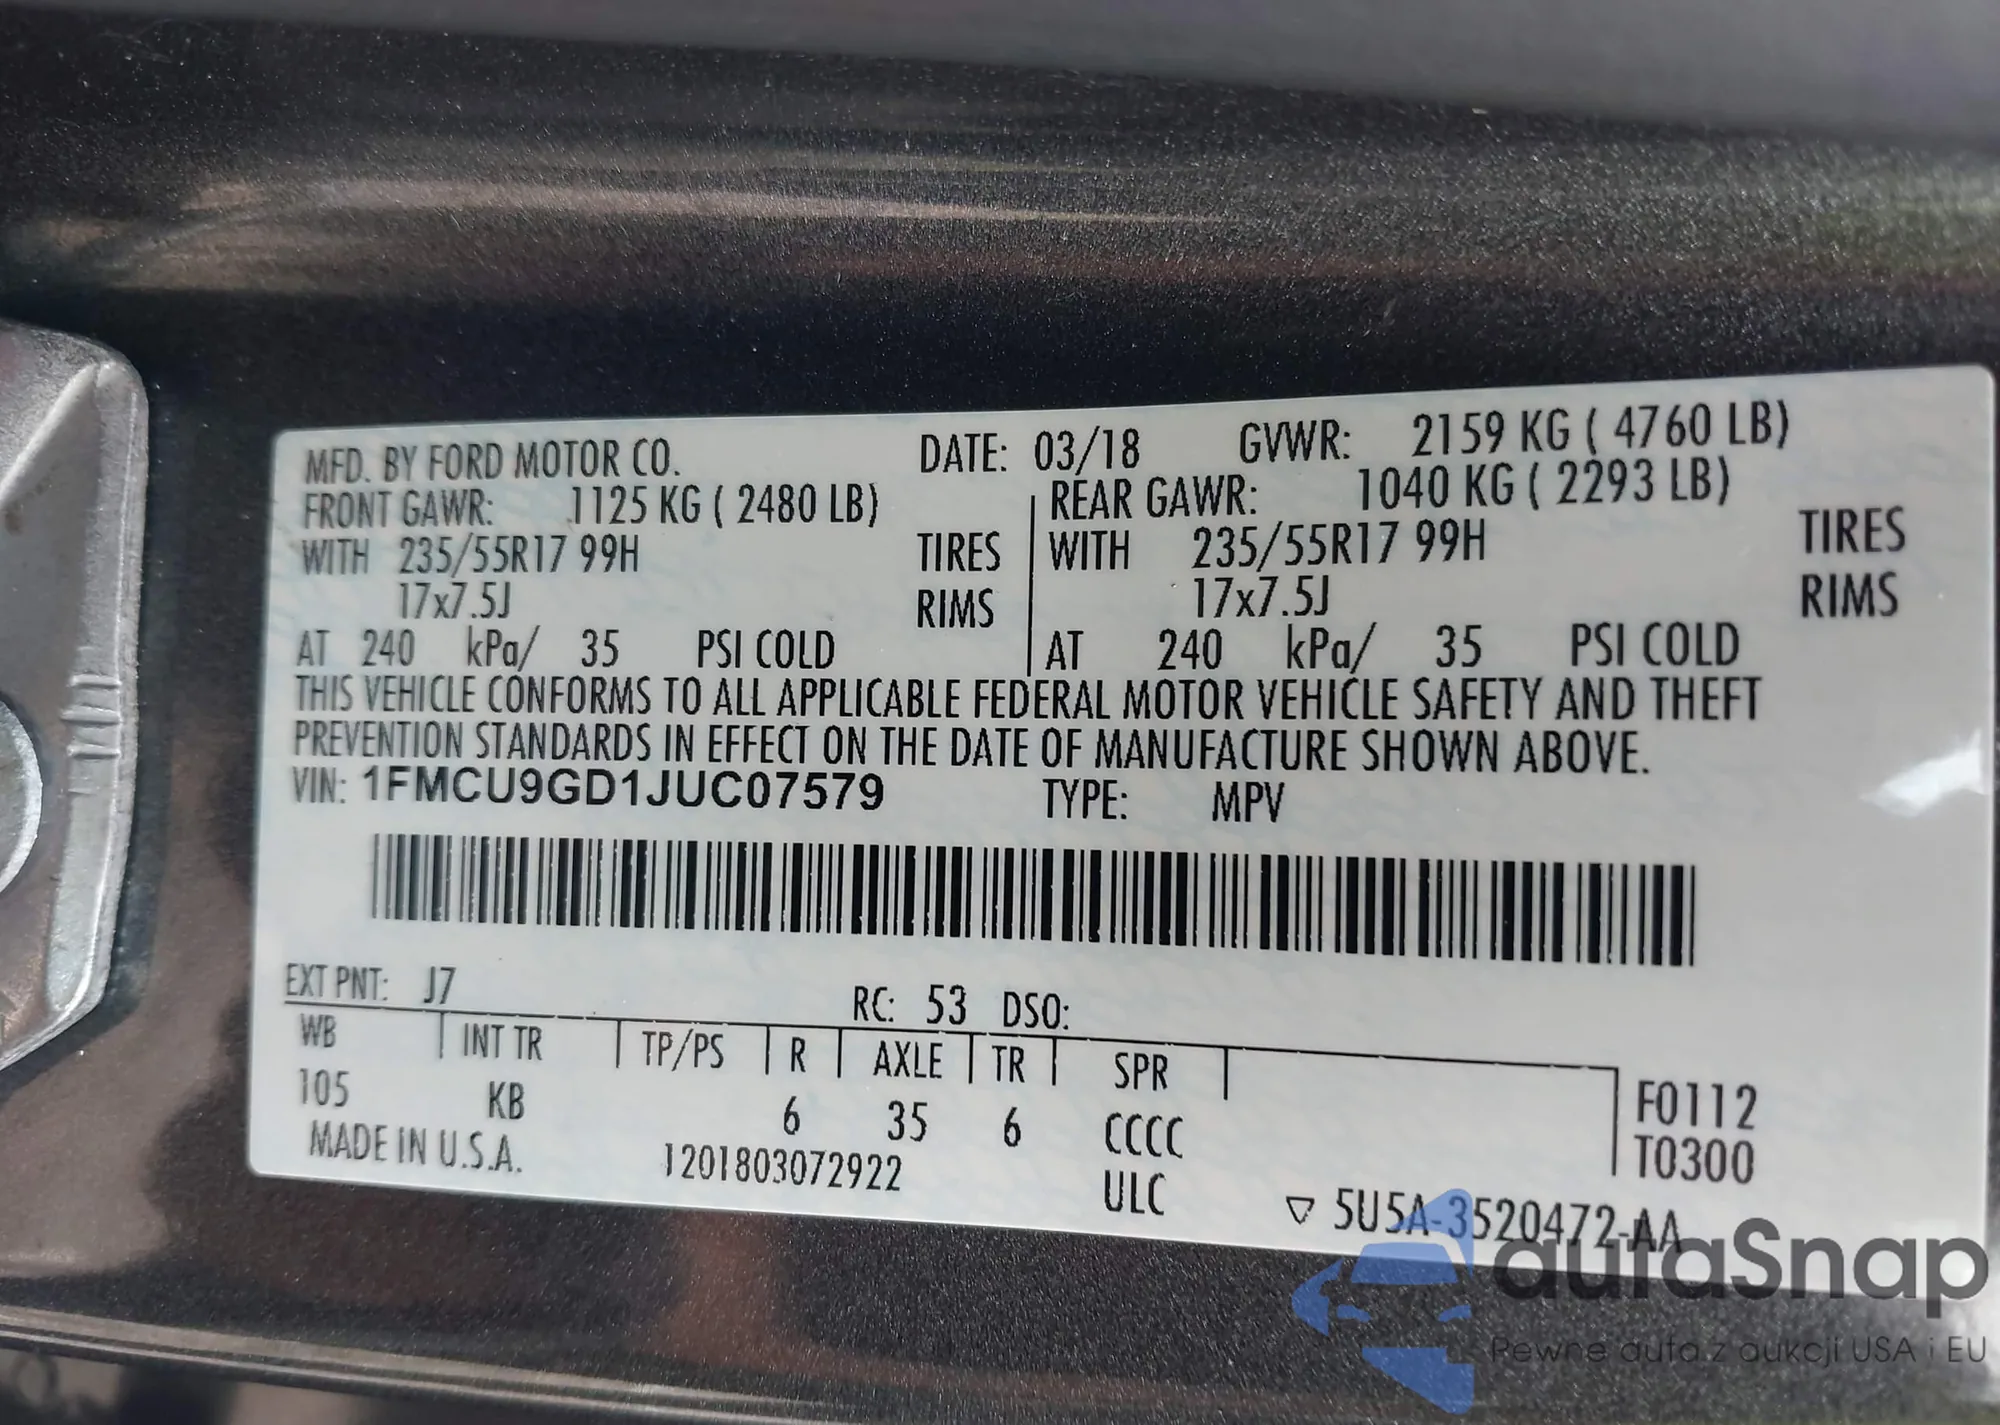 MFD. BY FORD MOTOR CO. DATE: 03/18 GVWR: 2159 KG ( 4760 LB)
FRONT GAWR: 1125 KG ( 2480 LB) REAR GAWR: 1040 KG ( 2293 LB)
WITH 235/55R17 99H TIRES WITH 235/55R17 99H TIRES
17x7.5J RIMS 17x7.5J RIMS
AT 240 kPa/ 35 PSI COLD AT 240 kPa/ 35 PSI COLD
THIS VEHICLE CONFORMS TO ALL APPLICABLE FEDERAL MOTOR VEHICLE SAFETY AND THEFT
PREVENTION STANDARDS IN EFFECT ON THE DATE OF MANUFACTURE SHOWN ABOVE.
VIN: 1FMCU9GD1JUC07579 TYPE: MPV
EXT PNT: J7 RC: 53 DSO:
WB INT TR TP/PS R AXLE TR SPR
105 KB 6 35 6 CCCC F0112
MADE IN U.S.A. 1201803072922 ULC T0300
▽ 5U5A-3520472-AA
autaSnap
Pewne auta z aukcji USA i EU